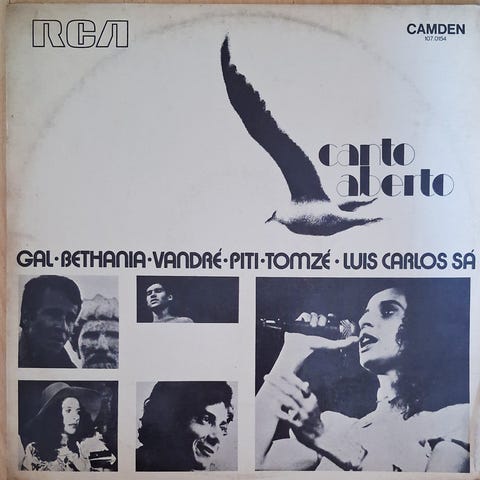 RCA
CAMDEN
107.0154
canto
aberto
GAL · BETHANIA · VANDRÉ · PITI · TOMZÉ · LUIS CARLOS SÁ